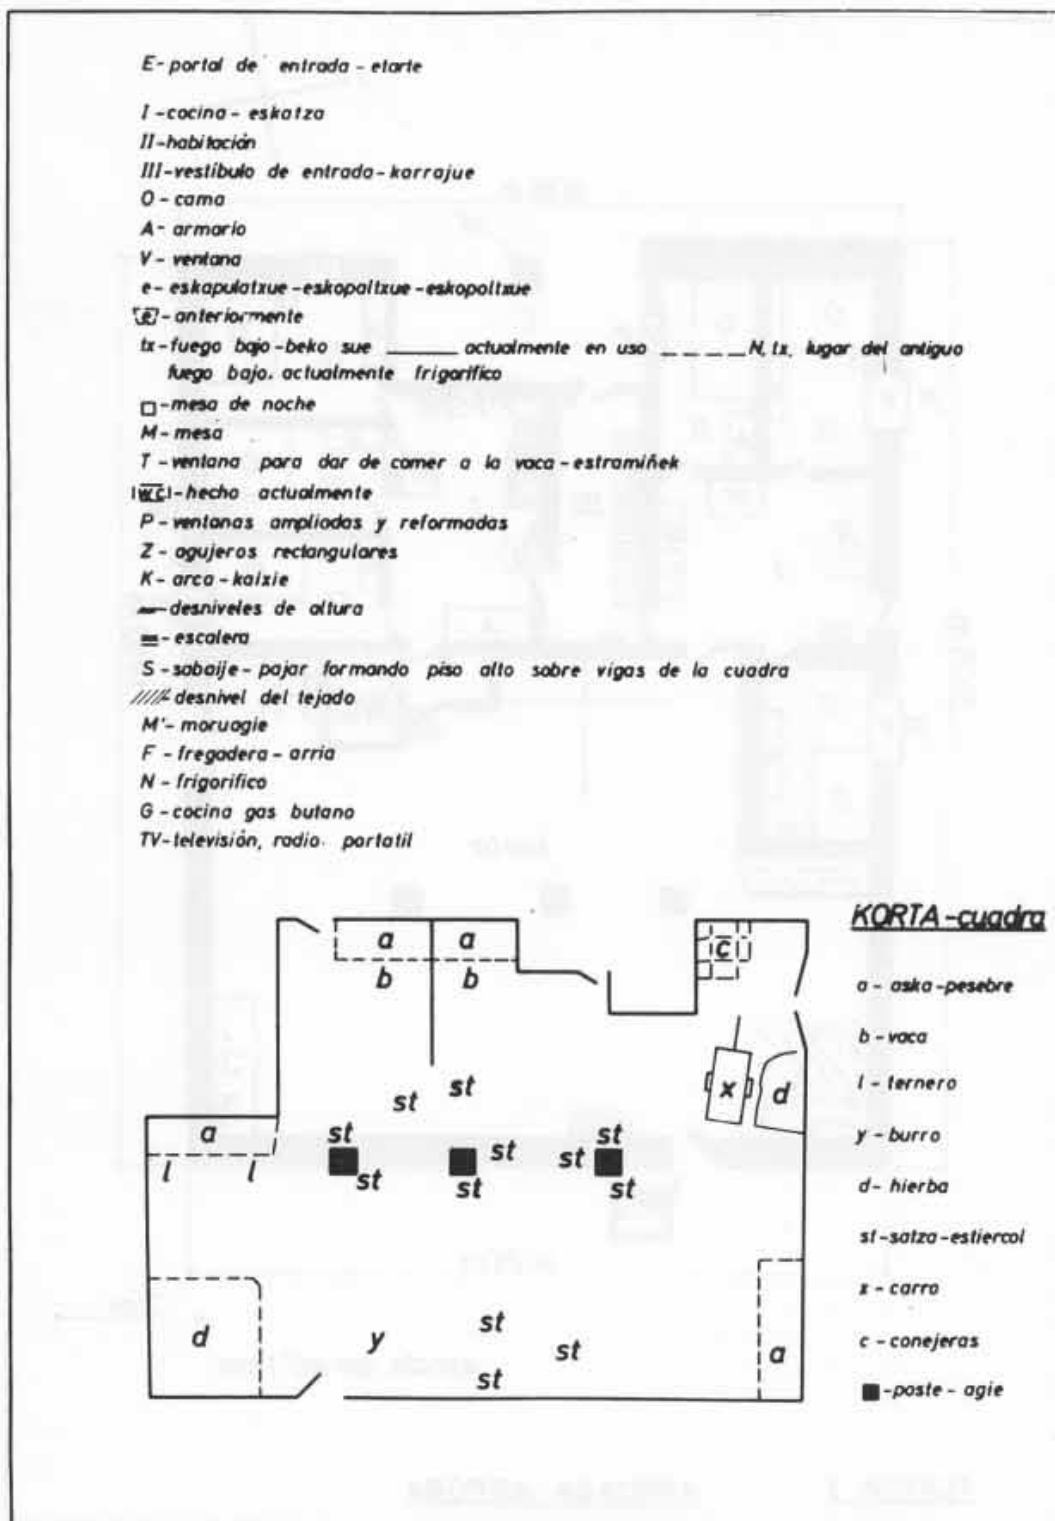 E-portal de entrada - etarte
I -cocina - eskatza
II-habitación
III-vestíbulo de entrada-karrajue
O - cama
A- armario
V - ventana
e- eskapulatxue-eskopaltxue-eskopoltxue
e - anteriormente
tx-fuego bajo-beko sue ______ actualmente en uso _ _ _ _ _ N, tx, lugar del antiguo
fuego bajo. actualmente frigorífico
□-mesa de noche
M- mesa
T -ventana para dar de comer a la vaca-estramiñek
WC-hecho actualmente
P- ventanas ampliadas y reformadas
Z - agujeros rectangulares
K- arca-kaixie
-desniveles de altura
-escalera
S -sabaije-pajar formando piso alto sobre vigas de la cuadra
desnivel del tejado
M'- moruagie
F -fregadera-arria
N -frigorifico
G -cocina gas butano
TV-televisión, radio. portatil
KORTA-cuadra
a a c
b b
a - aska-pesebre
b - vaca
l - ternero
y - burro
d- hierba
st-satza-estiercol
x - carro
c - conejeras
■-poste - agie
x d
st st
a st st
l l st st st st st
d y st st a
st